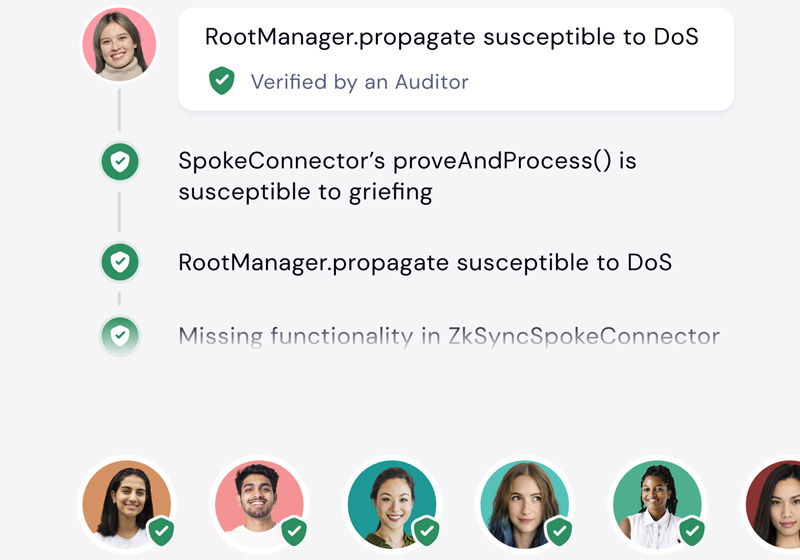 RootManager.propagate susceptible to DoS
Verified by an Auditor
SpokeConnector’s proveAndProcess() is
susceptible to griefing
RootManager.propagate susceptible to DoS
Missing functionality in ZkSyncSpokeConnector